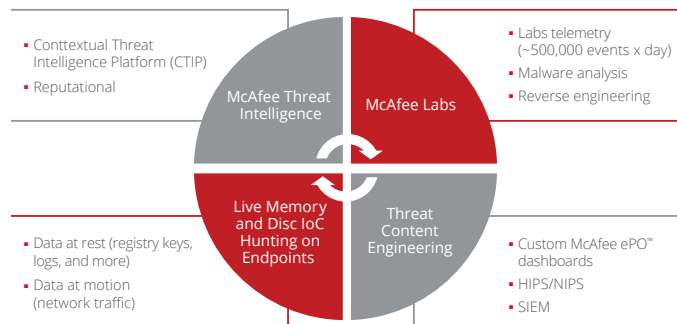 ▪ Conttextual Threat
Intelligence Platform (CTIP)
▪ Reputational
McAfee Threat
Intelligence
McAfee Labs
▪ Labs telemetry
(~500,000 events x day)
▪ Malware analysis
▪ Reverse engineering
▪ Data at rest (registry keys,
logs, and more)
▪ Data at motion
(network traffic)
Live Memory
and Disc IoC
Hunting on
Endpoints
Threat
Content
Engineering
▪ Custom McAfee ePO™
dashboards
▪ HIPS/NIPS
▪ SIEM